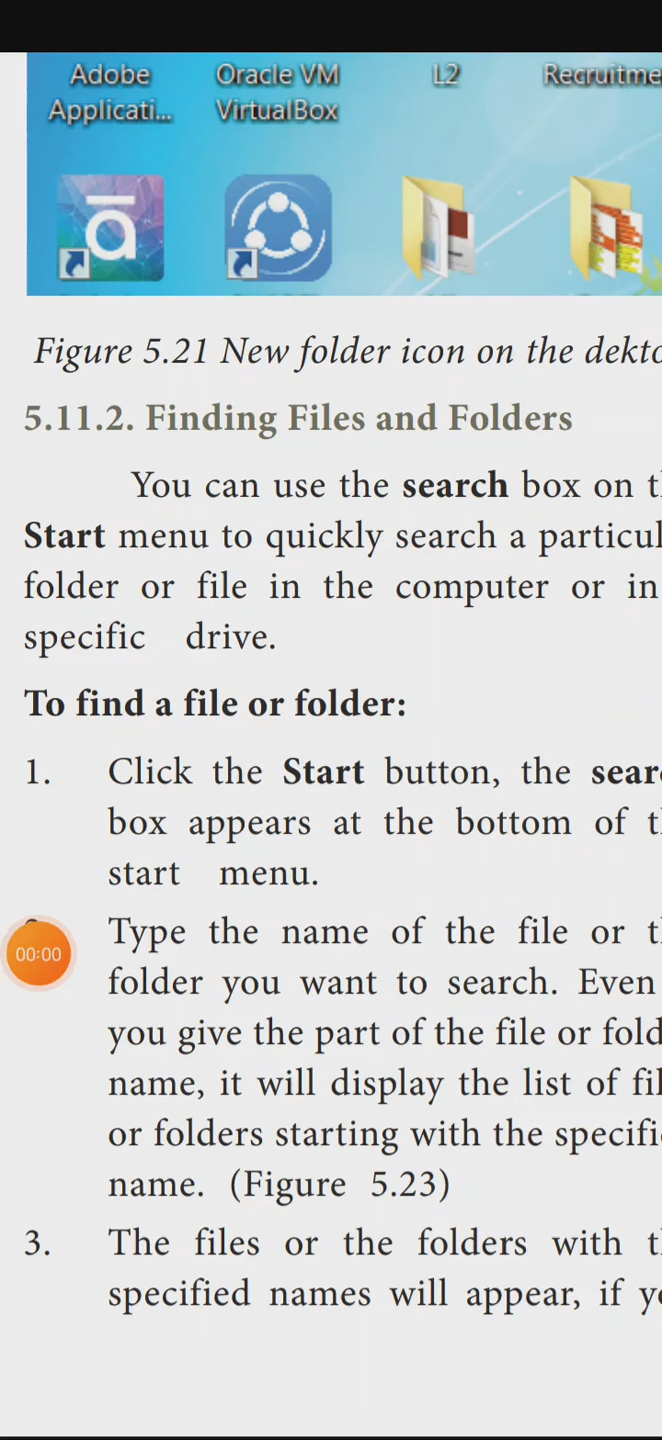 Adobe Oracle VM L2 Recruitme
Applicati... VirtualBox
ā
Figure 5.21 New folder icon on the dekto
5.11.2. Finding Files and Folders
You can use the search box on t
Start menu to quickly search a particul
folder or file in the computer or in
specific drive.
To find a file or folder:
1. Click the Start button, the sear
box appears at the bottom of t
start menu.
Type the name of the file or t
00:00
folder you want to search. Even
you give the part of the file or fold
name, it will display the list of fil
or folders starting with the specifi
name. (Figure 5.23)
3. The files or the folders with t
specified names will appear, if yo